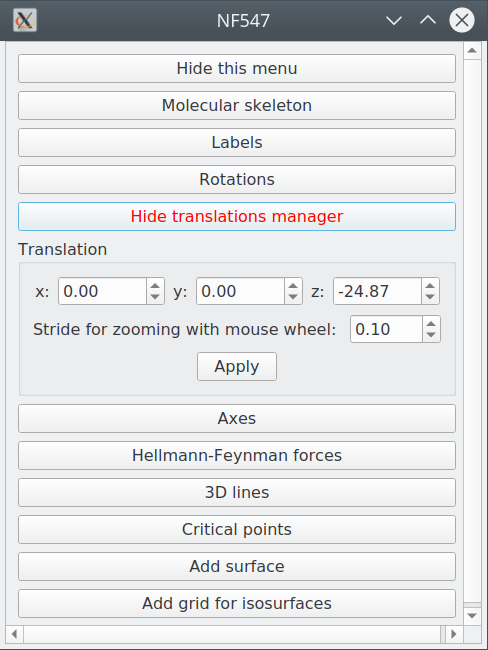 NF547
Hide this menu
Molecular skeleton
Labels
Rotations
Hide translations manager
Translation
x: 0.00 y: 0.00 z: -24.87
Stride for zooming with mouse wheel: 0.10
Apply
Axes
Hellmann-Feynman forces
3D lines
Critical points
Add surface
Add grid for isosurfaces